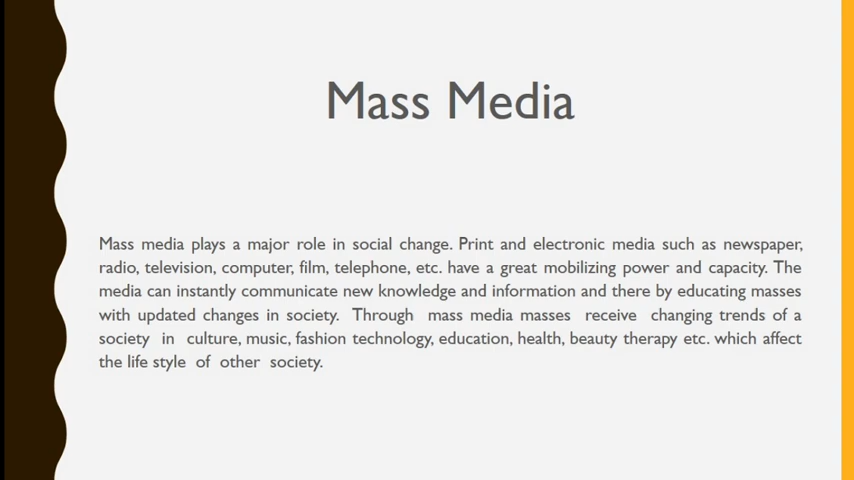 Mass Media
Mass media plays a major role in social change. Print and electronic media such as newspaper,
radio, television, computer, film, telephone, etc. have a great mobilizing power and capacity. The
media can instantly communicate new knowledge and information and there by educating masses
with updated changes in society. Through mass media masses receive changing trends of a
society in culture, music, fashion technology, education, health, beauty therapy etc. which affect
the life style of other society.